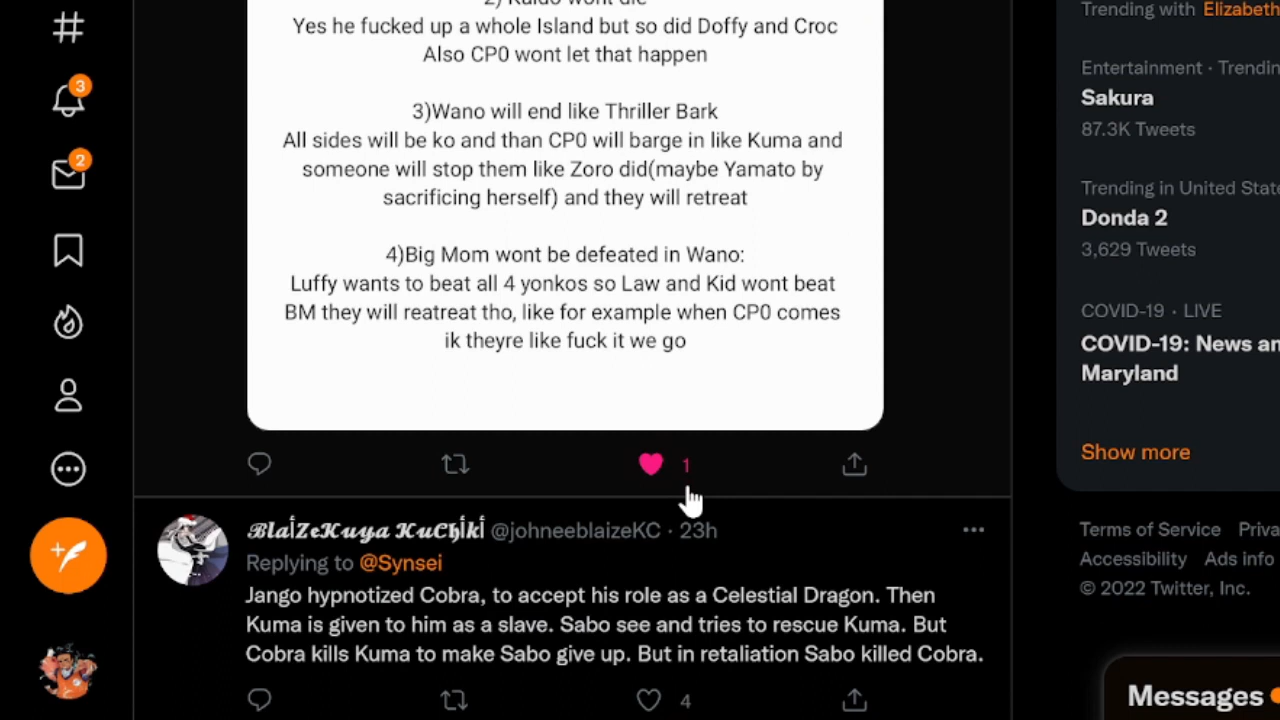 2) Kaido wont die
Yes he fucked up a whole Island but so did Doffy and Croc
Also CP0 wont let that happen
3)Wano will end like Thriller Bark
All sides will be ko and than CP0 will barge in like Kuma and
someone will stop them like Zoro did(maybe Yamato by
sacrificing herself) and they will retreat
4)Big Mom wont be defeated in Wano:
Luffy wants to beat all 4 yonkos so Law and Kid wont beat
BM they will reatreat tho, like for example when CP0 comes
ik theyre like fuck it we go
1
𝓑𝓵𝓪ᎥႭ𝓮𝓚𝓾𝔂𝓪 𝓚𝓾𝓒𝓱Ꭵ𝓴Ꭵ @johneeblaizeKC · 23h
Replying to @Synsei
Jango hypnotized Cobra, to accept his role as a Celestial Dragon. Then
Kuma is given to him as a slave. Sabo see and tries to rescue Kuma. But
Cobra kills Kuma to make Sabo give up. But in retaliation Sabo killed Cobra.
4
3
2
Trending with Elizabeth
Entertainment · Trendin
Sakura
87.3K Tweets
Trending in United State
Donda 2
3,629 Tweets
COVID-19 · LIVE
COVID-19: News an
Maryland
Show more
Terms of Service Priva
Accessibility Ads info
© 2022 Twitter, Inc.
Messages